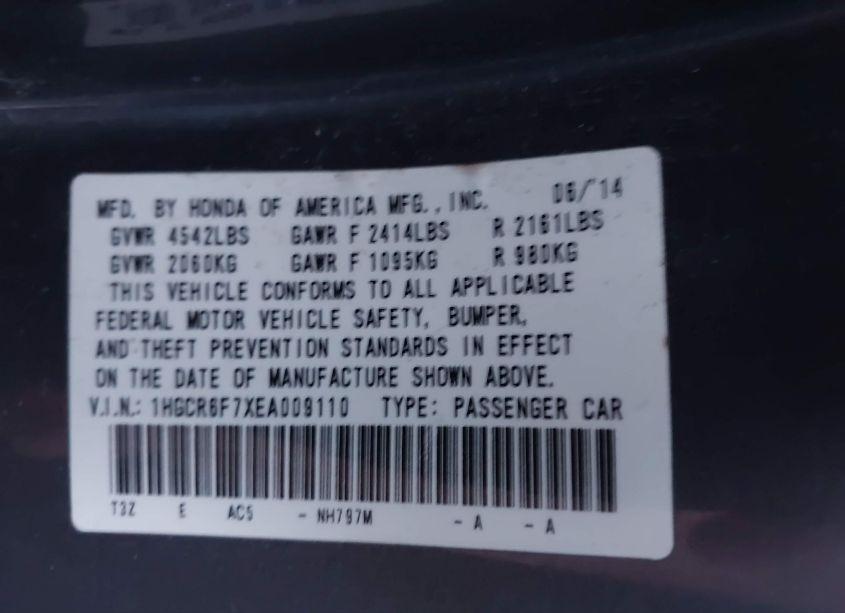 MFD. BY HONDA OF AMERICA MFG., INC. 06/'14
GVWR 4542LBS GAWR F 2414LBS R 2161LBS
GVWR 2060KG GAWR F 1095KG R 980KG
THIS VEHICLE CONFORMS TO ALL APPLICABLE
FEDERAL MOTOR VEHICLE SAFETY, BUMPER,
AND THEFT PREVENTION STANDARDS IN EFFECT
ON THE DATE OF MANUFACTURE SHOWN ABOVE.
V.I.N.: 1HGCR6F7XEA009110 TYPE: PASSENGER CAR
T3Z E AC5 - NH797M - A - A